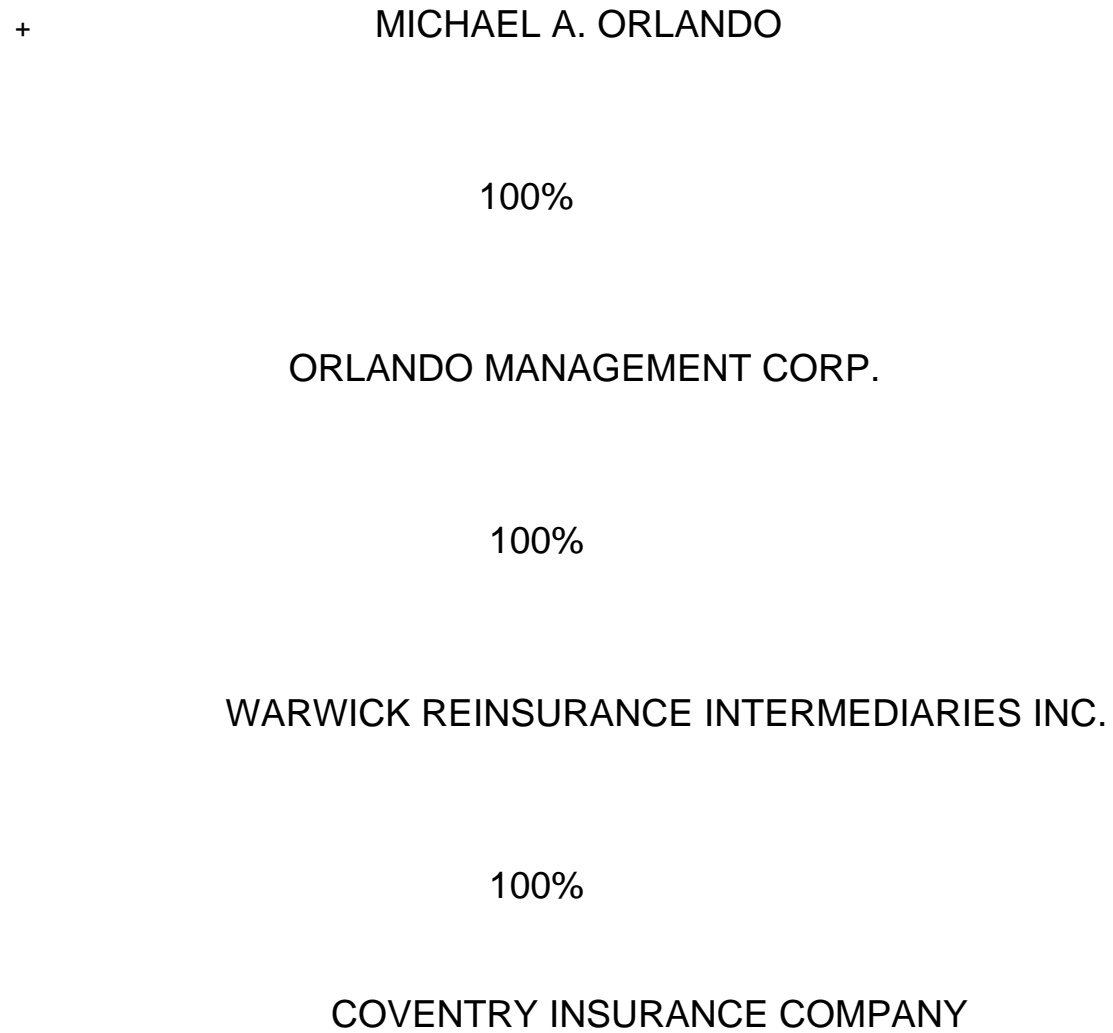 + MICHAEL A. ORLANDO
100%
ORLANDO MANAGEMENT CORP.
100%
WARWICK REINSURANCE INTERMEDIARIES INC.
100%
COVENTRY INSURANCE COMPANY